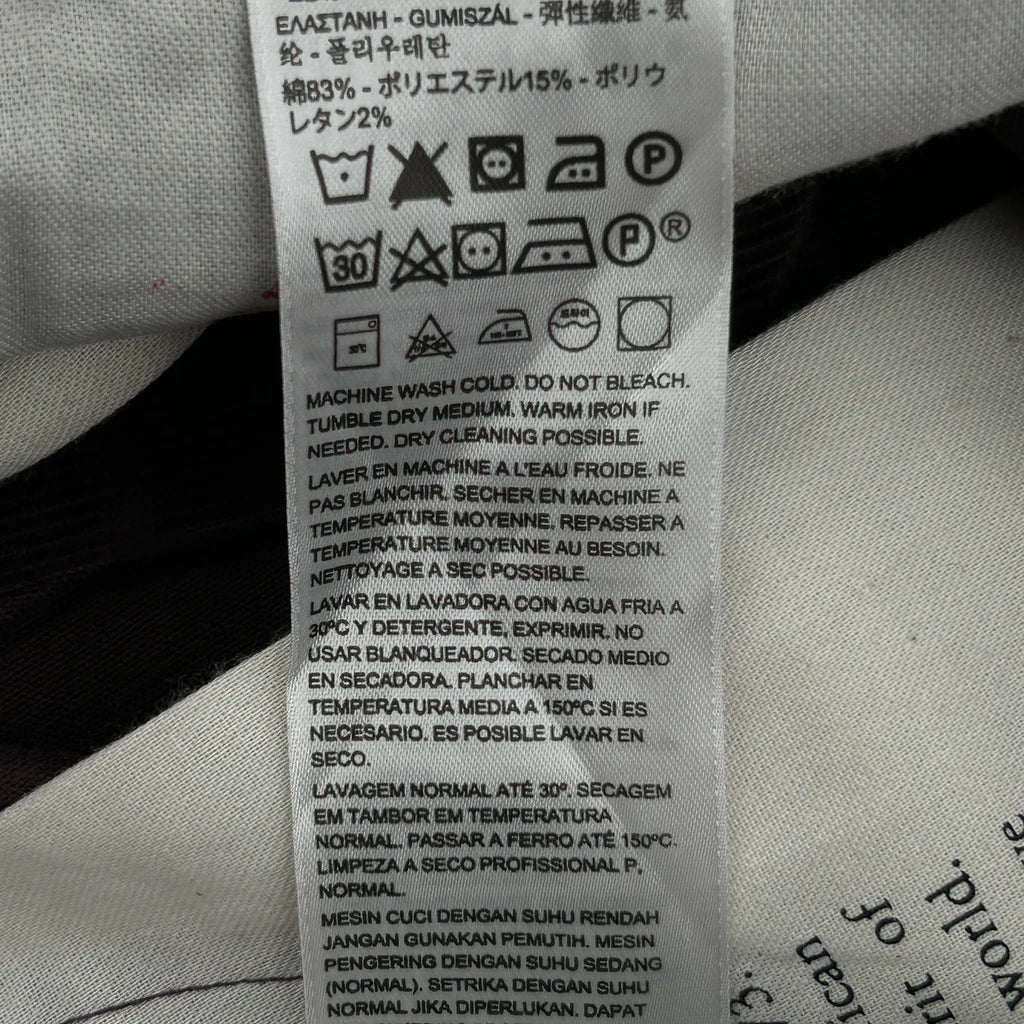 ΕΛΑΣΤΑΝΗ - GUMISZÁL - 彈性纖維 - 氨
纶 - 폴리우레탄
綿83% - ポリエステル15% - ポリウ
レタン2%
P
30 P ®
30℃
MACHINE WASH COLD. DO NOT BLEACH.
TUMBLE DRY MEDIUM. WARM IRON IF
NEEDED. DRY CLEANING POSSIBLE.
LAVER EN MACHINE A L'EAU FROIDE. NE
PAS BLANCHIR. SECHER EN MACHINE A
TEMPERATURE MOYENNE. REPASSER A
TEMPERATURE MOYENNE AU BESOIN.
NETTOYAGE A SEC POSSIBLE.
LAVAR EN LAVADORA CON AGUA FRIA A
30ºC Y DETERGENTE, EXPRIMIR. NO
USAR BLANQUEADOR. SECADO MEDIO
EN SECADORA. PLANCHAR EN
TEMPERATURA MEDIA A 150ºC SI ES
NECESARIO. ES POSIBLE LAVAR EN
SECO.
LAVAGEM NORMAL ATÉ 30º. SECAGEM
EM TAMBOR EM TEMPERATURA
NORMAL. PASSAR A FERRO ATÉ 150ºC.
LIMPEZA A SECO PROFISSIONAL P,
NORMAL.
MESIN CUCI DENGAN SUHU RENDAH
JANGAN GUNAKAN PEMUTIH. MESIN
PENGERING DENGAN SUHU SEDANG
(NORMAL). SETRIKA DENGAN SUHU
NORMAL JIKA DIPERLUKAN. DAPAT
of
world.
3.